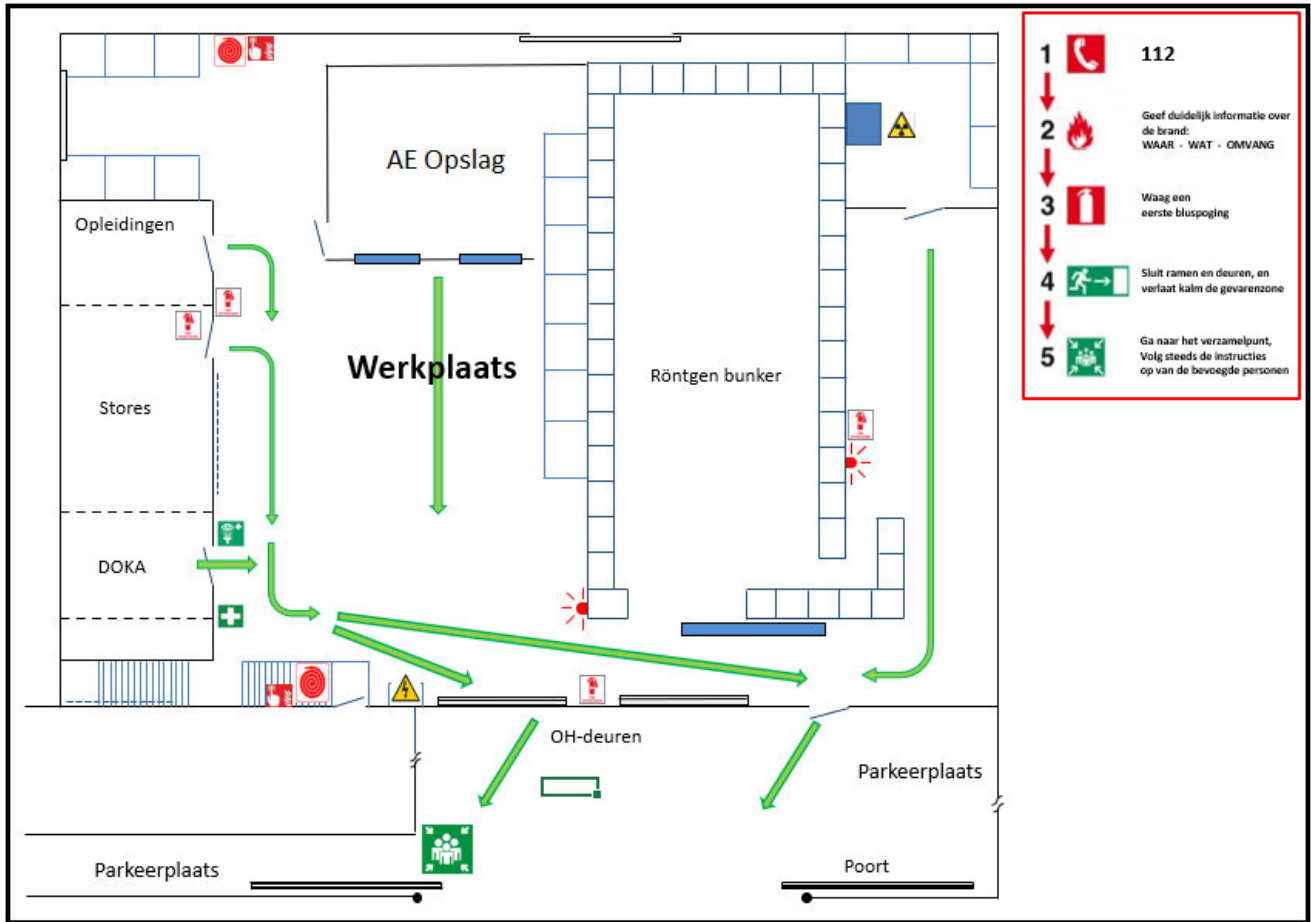 AE Opslag
Opleidingen
Werkplaats
Röntgen bunker
Stores
DOKA
OH-deuren
Parkeerplaats
Parkeerplaats
Poort
1
112
2
Geef duidelijk informatie over
de brand:
WAAR - WAT - OMVANG
3
Waag een
eerste bluspoging
4
Sluit ramen en deuren, en
verlaat kalm de gevarenzone
5
Ga naar het verzamelpunt,
Volg steeds de instructies
op van de bevoegde personen